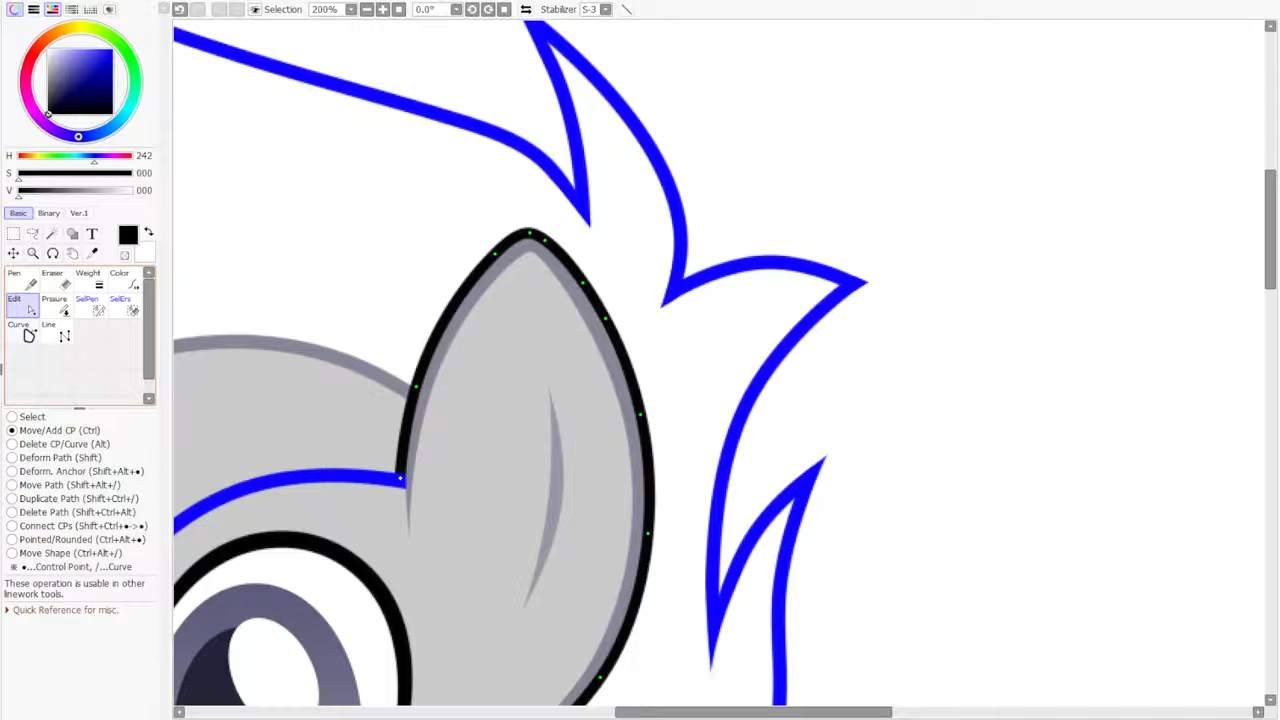 Selection 200% 0.0° Stabilizer S-3
H 242
S 000
V 000
Basic Binary Ver.1
T
Pen Eraser Weight Color
Edit Prssure SelPen SelErs
Curve Line
Select
Move/Add CP (Ctrl)
Delete CP/Curve (Alt)
Deform Path (Shift)
Deform. Anchor (Shift+Alt+●)
Move Path (Shift+Alt+/)
Duplicate Path (Shift+Ctrl+/)
Delete Path (Shift+Ctrl+Alt)
Connect CPs (Shift+Ctrl+●->●)
Pointed/Rounded (Ctrl+Alt+●)
Move Shape (Ctrl+Alt+/)
※ ●...Control Point, /...Curve
These operation is usable in other
linework tools.
Quick Reference for misc.